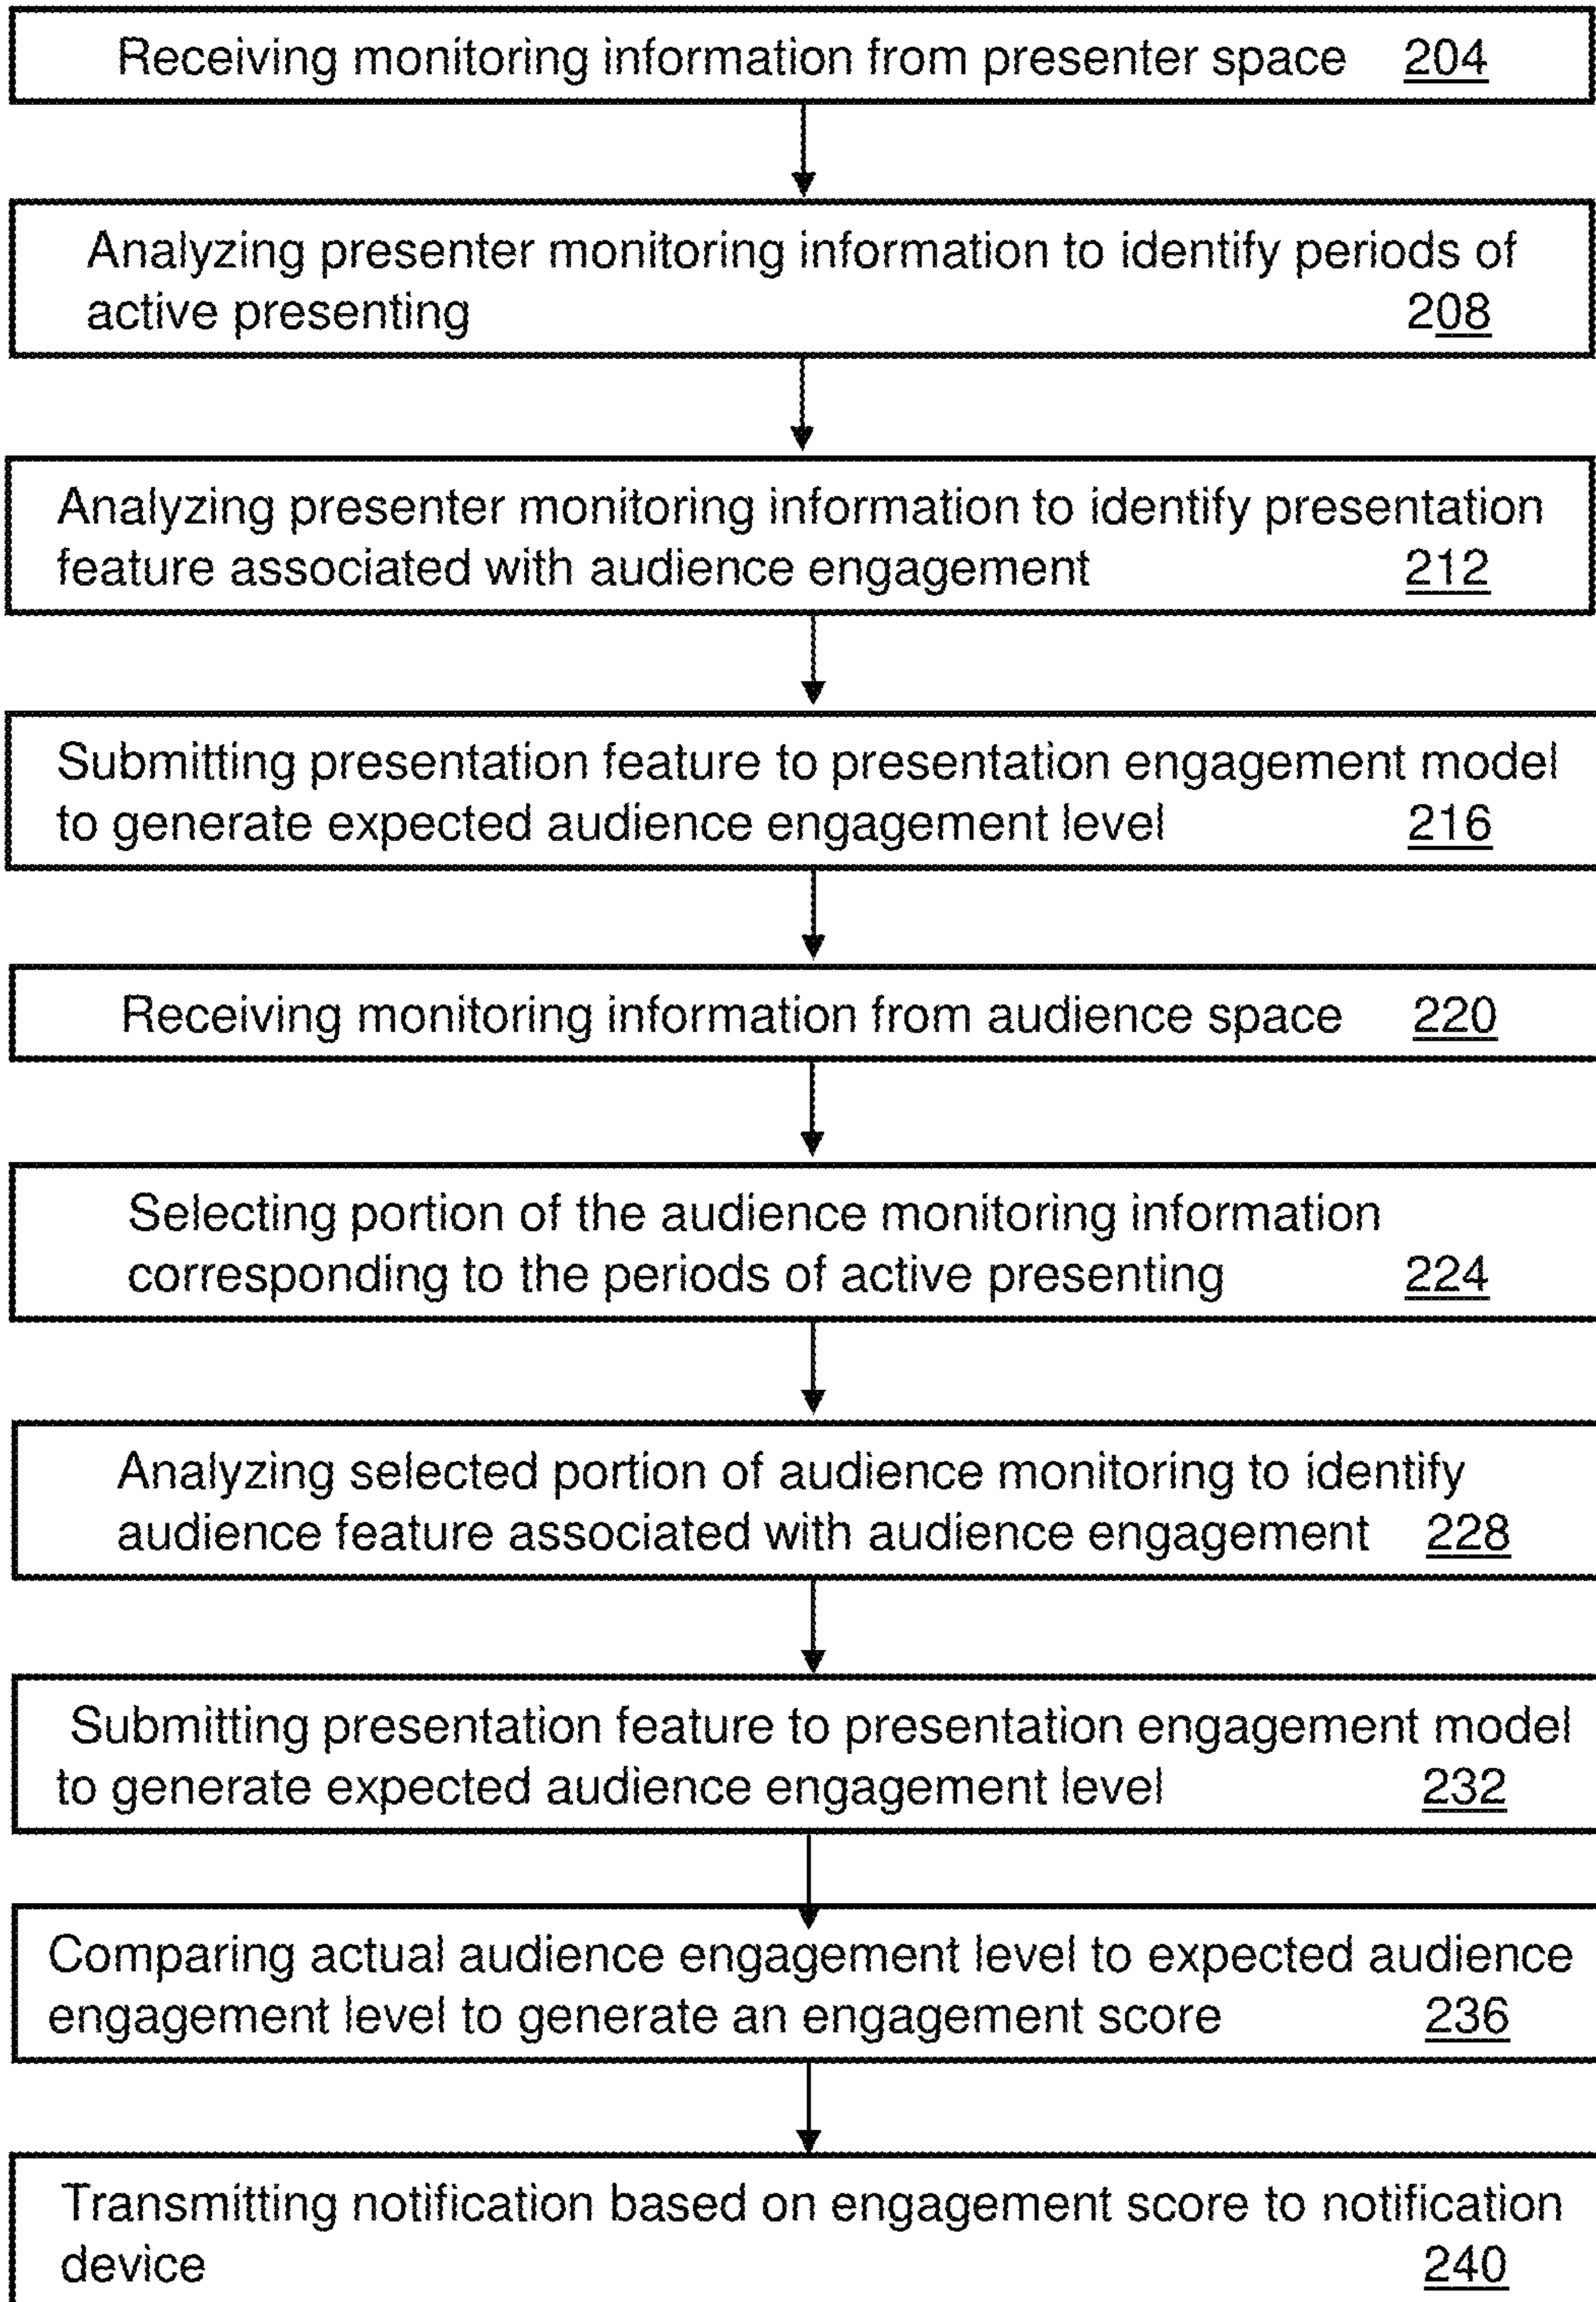 Receiving monitoring information from presenter space 204
Analyzing presenter monitoring information to identify periods of
active presenting 208
Analyzing presenter monitoring information to identify presentation
feature associated with audience engagement 212
Submitting presentation feature to presentation engagement model
to generate expected audience engagement level 216
Receiving monitoring information from audience space 220
Selecting portion of the audience monitoring information
corresponding to the periods of active presenting 224
Analyzing selected portion of audience monitoring to identify
audience feature associated with audience engagement 228
Submitting presentation feature to presentation engagement model
to generate expected audience engagement level 232
Comparing actual audience engagement level to expected audience
engagement level to generate an engagement score 236
Transmitting notification based on engagement score to notification
device 240